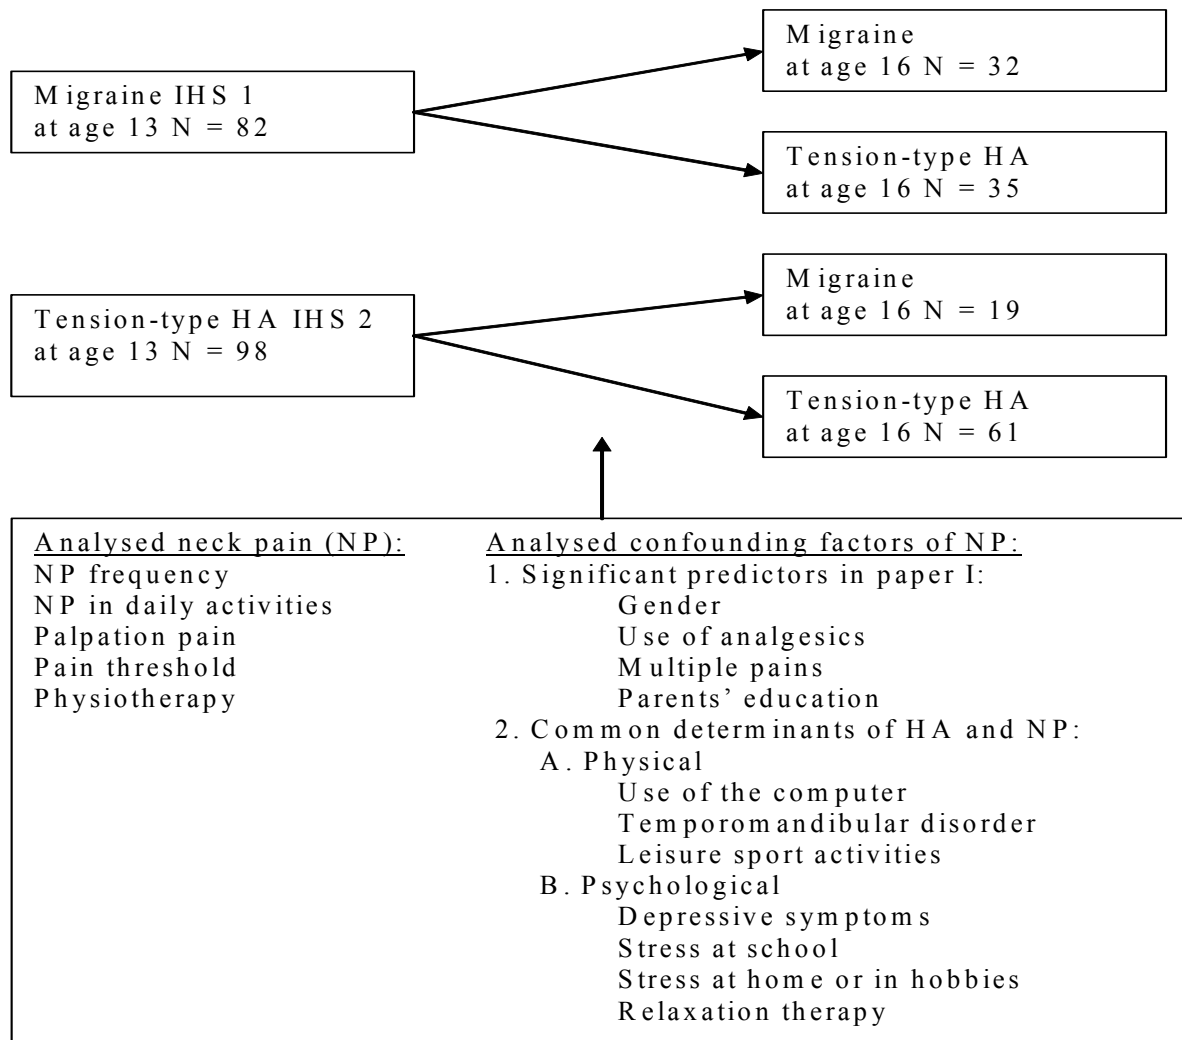 Migraine IHS 1
at age 13 N = 82
Migraine
at age 16 N = 32
Tension-type HA
at age 16 N = 35
Tension-type HA IHS 2
at age 13 N = 98
Migraine
at age 16 N = 19
Tension-type HA
at age 16 N = 61
Analysed neck pain (NP):
NP frequency
NP in daily activities
Palpation pain
Pain threshold
Physiotherapy
Analysed confounding factors of NP:
1. Significant predictors in paper I:
Gender
Use of analgesics
Multiple pains
Parents’ education
2. Common determinants of HA and NP:
A. Physical
Use of the computer
Temporomandibular disorder
Leisure sport activities
B. Psychological
Depressive symptoms
Stress at school
Stress at home or in hobbies
Relaxation therapy